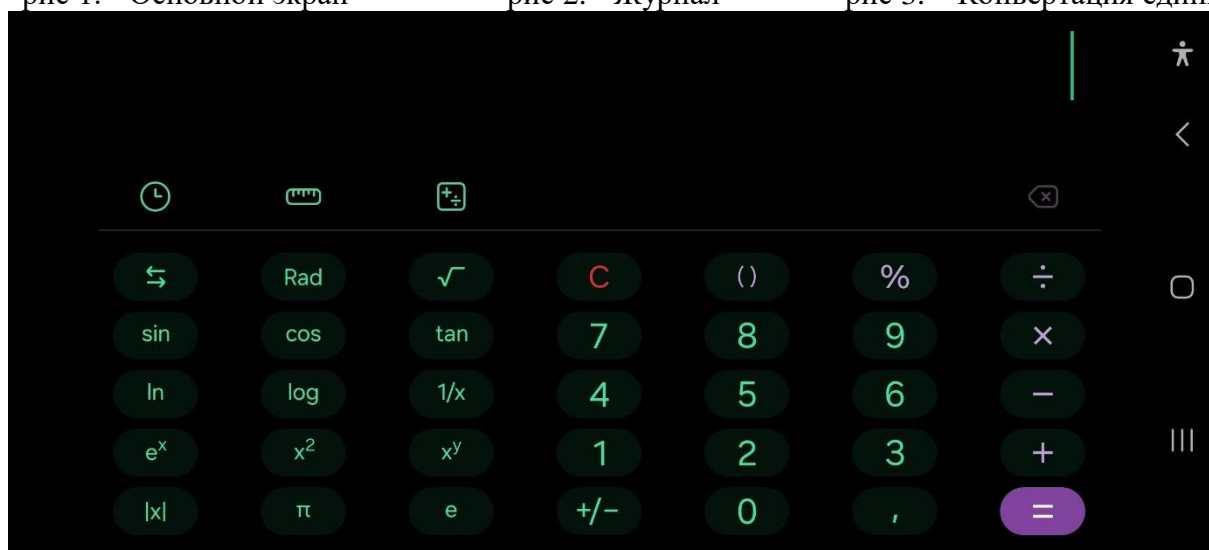 рис 1. Основной экран рис 2. Журнал рис 3. Конвертация
Rad √ C () % ÷
sin cos tan 7 8 9 ×
ln log 1/x 4 5 6 −
eˣ x² xʸ 1 2 3 +
|x| π e +/− 0 , =